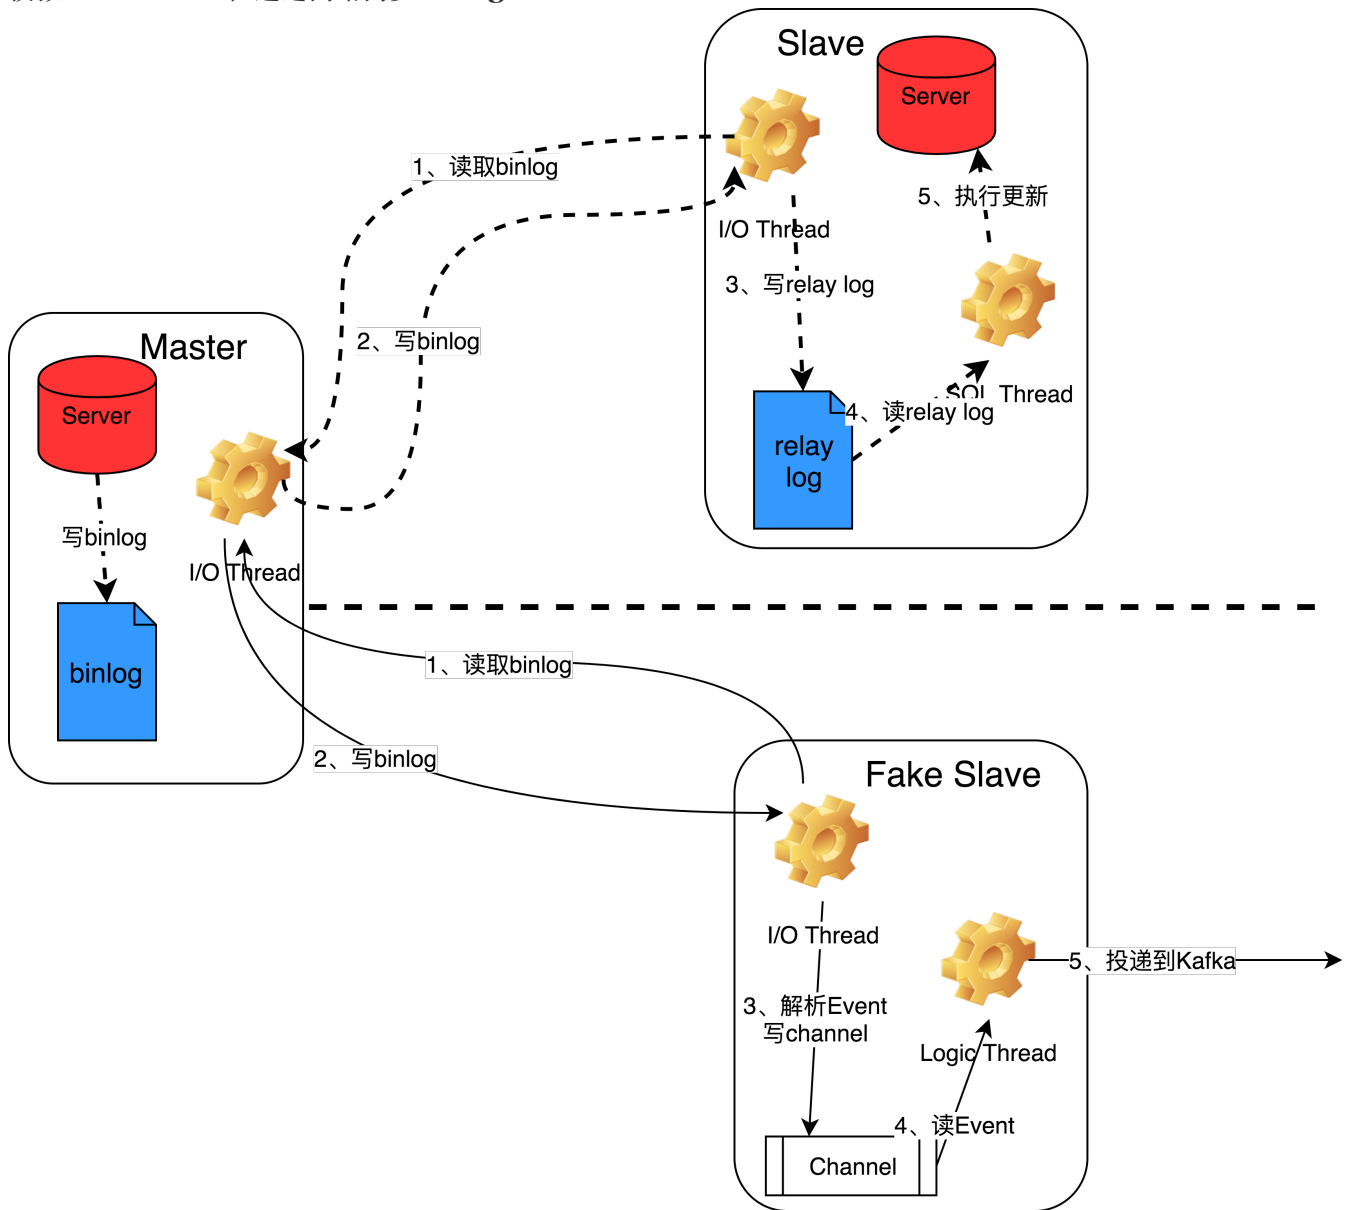 Slave
Server
1、读取binlog
5、执行更新
I/O Thread
3、写relay log
2、写binlog
Master
Server
SQL Thread
4、读relay log
relay
log
写binlog
I/O Thread
binlog
1、读取binlog
2、写binlog
Fake Slave
I/O Thread
5、投递到Kafka
3、解析Event
写channel
Logic Thread
4、读Event
Channel